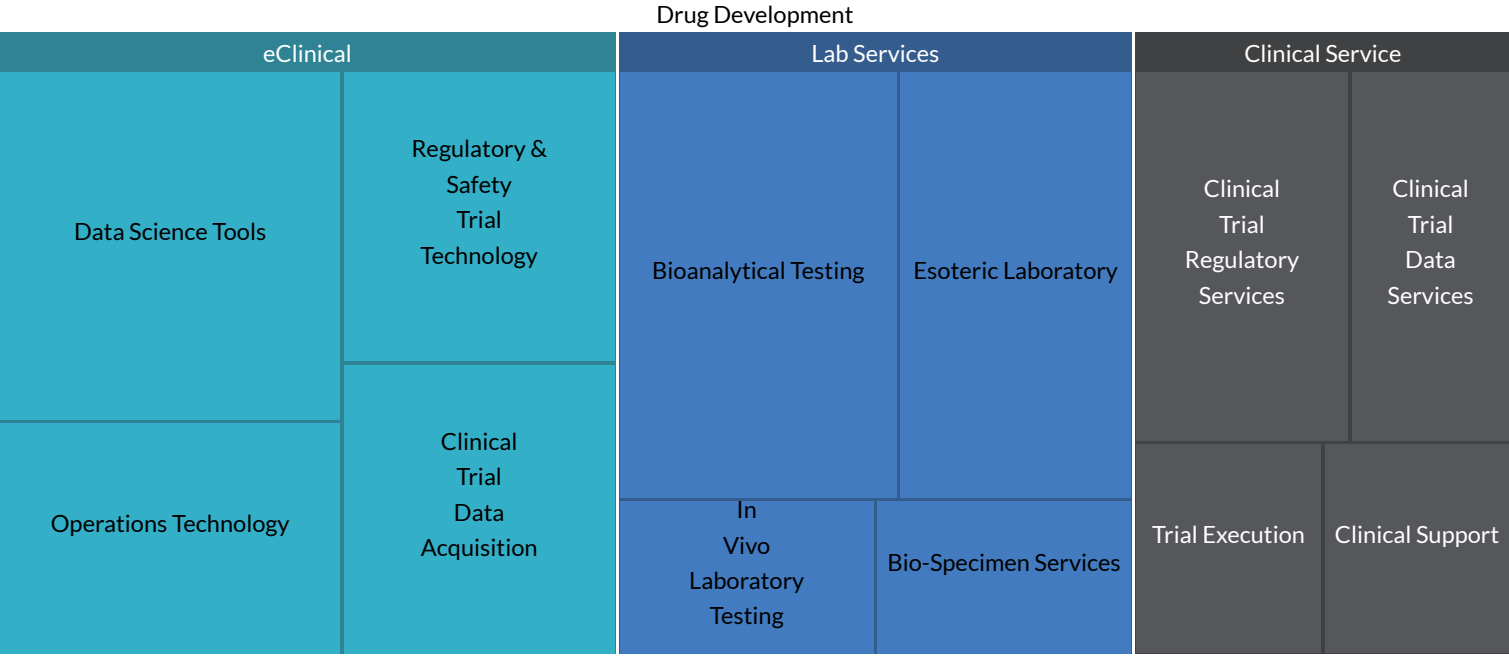 Drug Development
eClinical
Data Science Tools
Operations Technology
Regulatory &
Safety
Trial
Technology
Clinical
Trial
Data
Acquisition
Lab Services
Bioanalytical Testing
Esoteric Laboratory
In
Vivo
Laboratory
Testing
Bio-Specimen Services
Clinical Service
Clinical
Trial
Regulatory
Services
Clinical
Trial
Data
Services
Trial Execution
Clinical Support